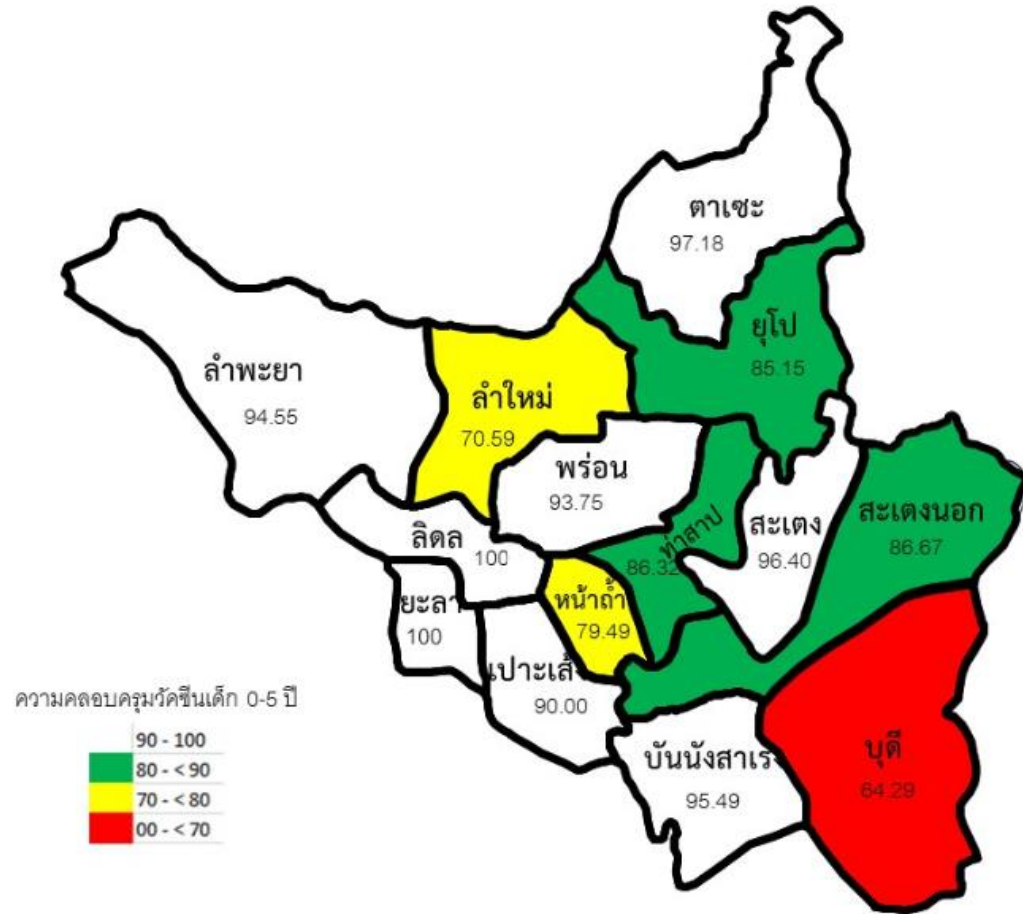 ตาเซะ
97.18
ยุโป
85.15
ลำพะยา
94.55
ลำใหม่
70.59
พร่อน
93.75
ท่าสาป
86.32
สะเตง
96.40
สะเตงนอก
86.67
ลิดล
100
ยะลา
100
หน้าถ้ำ
79.49
เปาะเส้
90.00
บันนังสาเร
95.49
บุดี
64.29
ความคลอบครุมวัคซีนเด็ก 0-5 ปี
90 - 100
80 - < 90
70 - < 80
00 - < 70